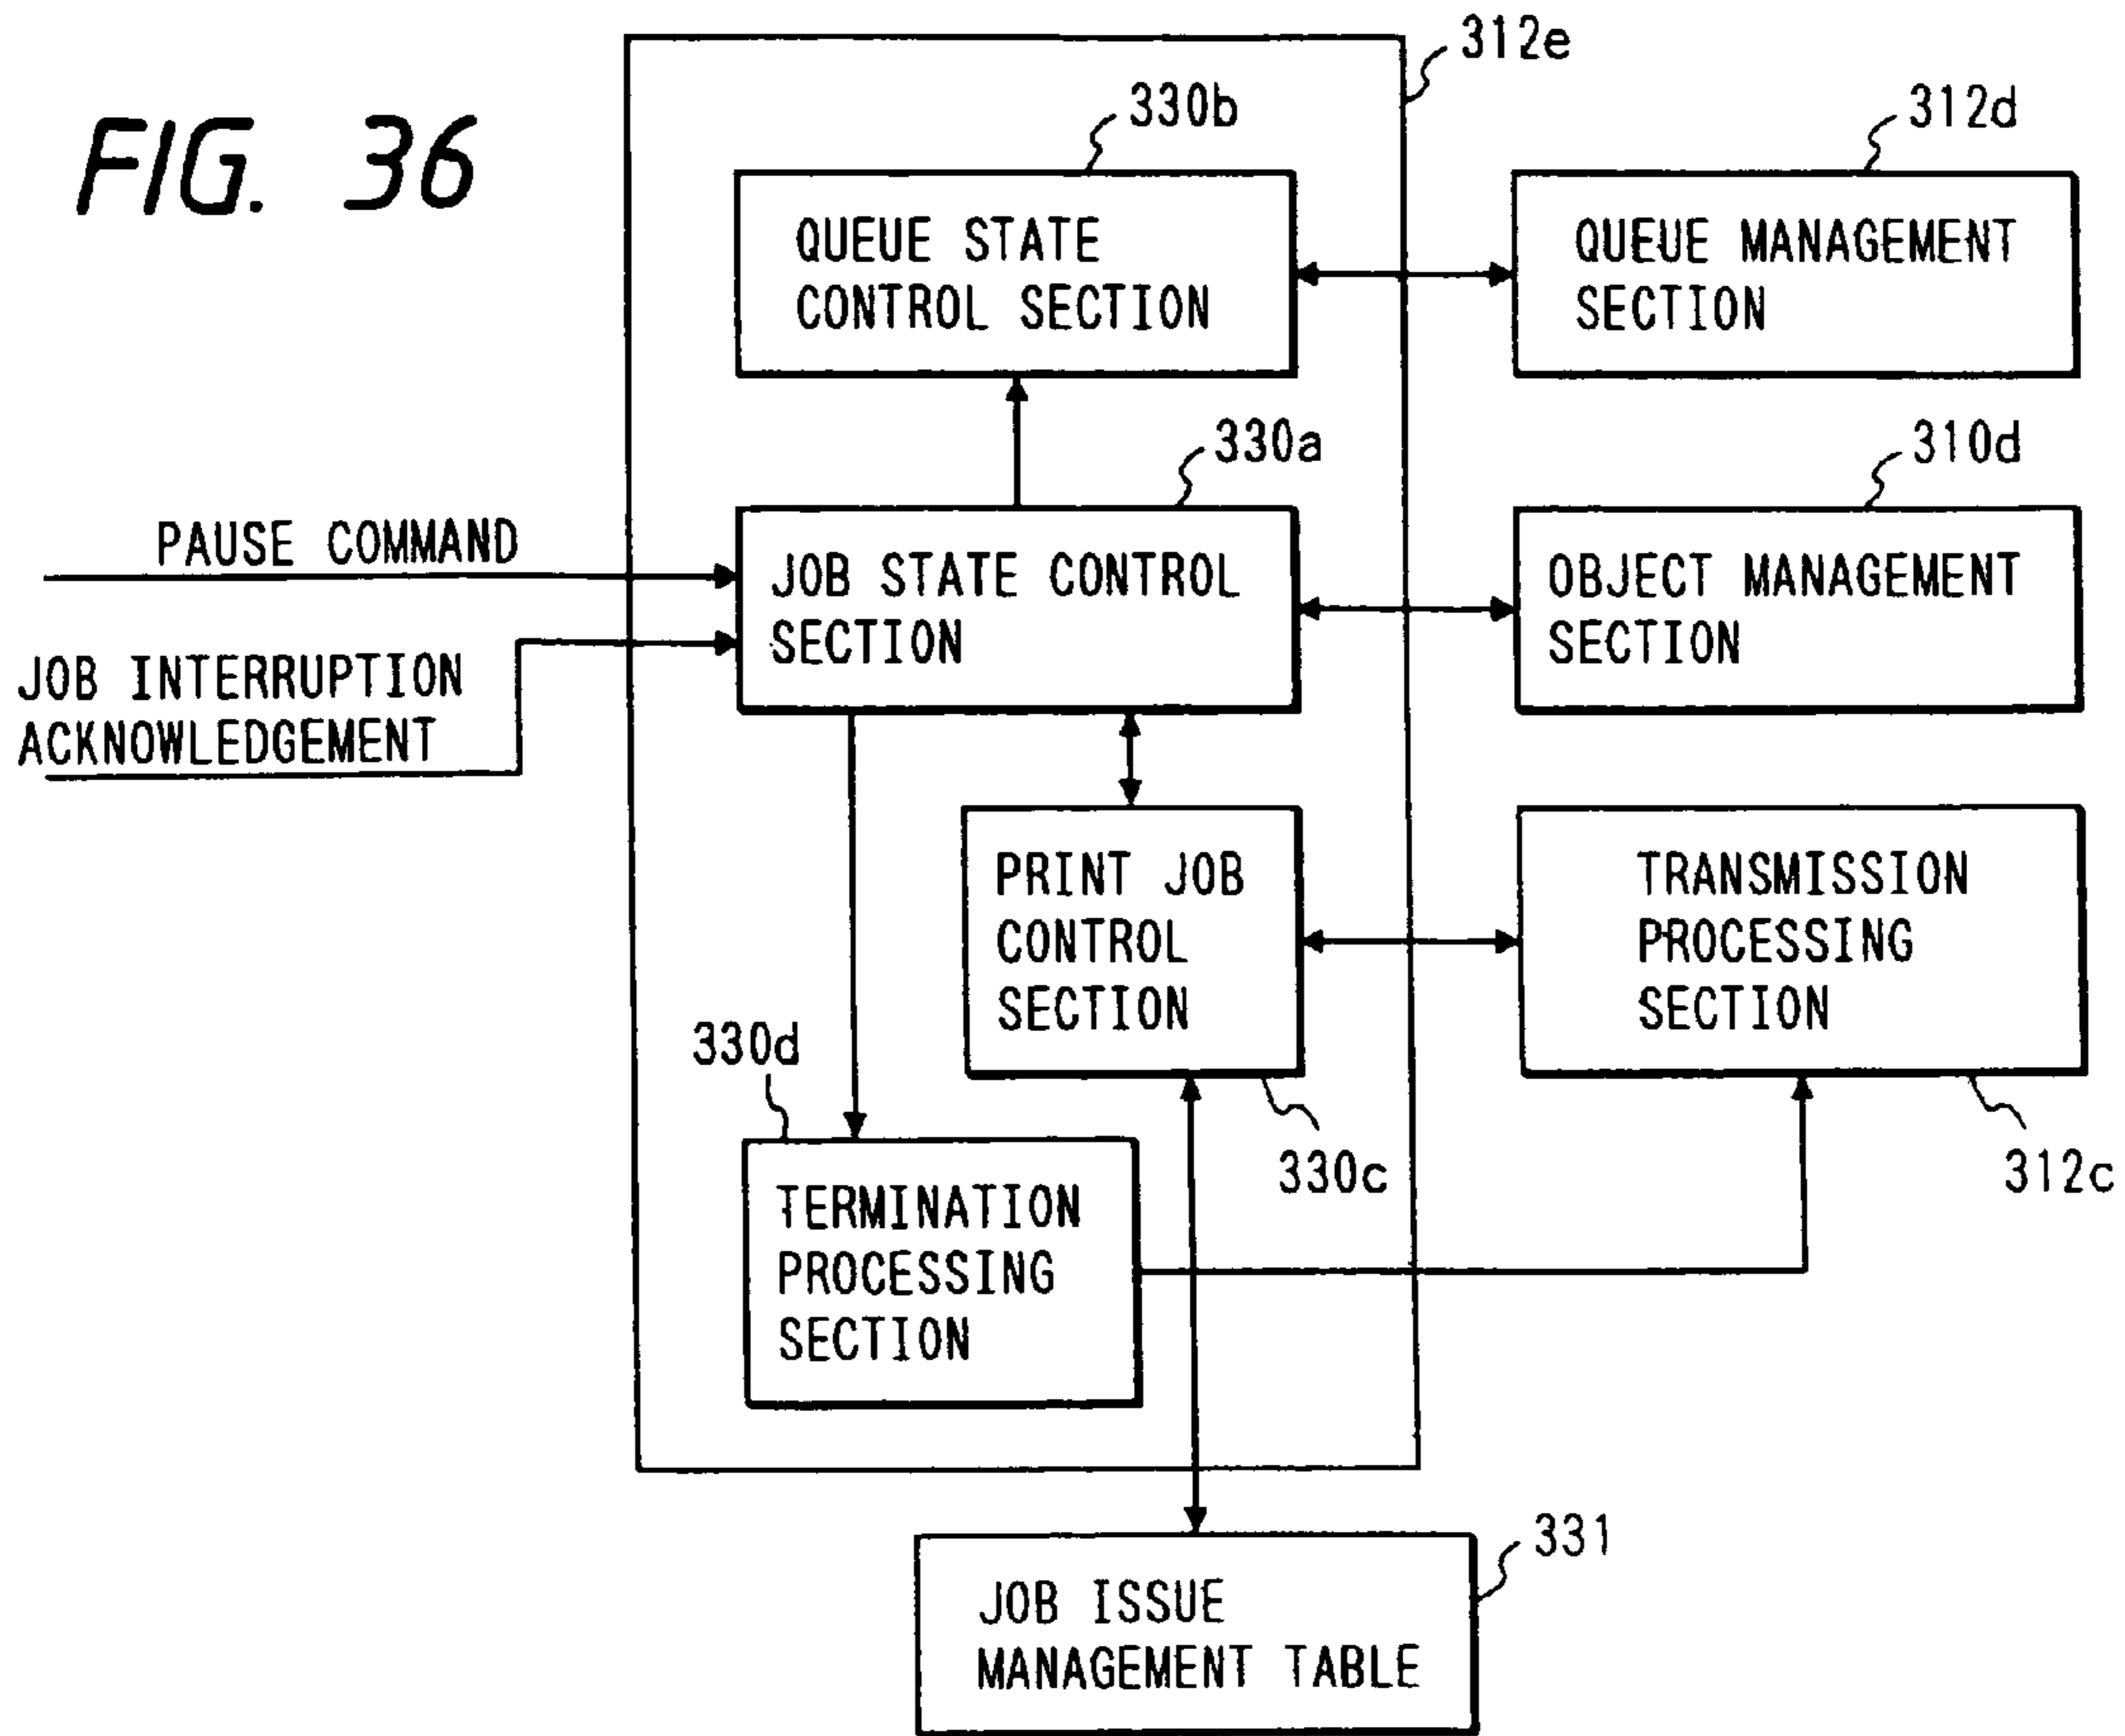 FIG. 36
312e
330b
312d
QUEUE STATE
CONTROL SECTION
QUEUE MANAGEMENT
SECTION
330a
310d
PAUSE COMMAND
JOB STATE CONTROL
SECTION
OBJECT MANAGEMENT
SECTION
JOB INTERRUPTION
ACKNOWLEDGEMENT
PRINT JOB
CONTROL
SECTION
TRANSMISSION
PROCESSING
SECTION
330d
330c
312c
TERMINATION
PROCESSING
SECTION
331
JOB ISSUE
MANAGEMENT TABLE